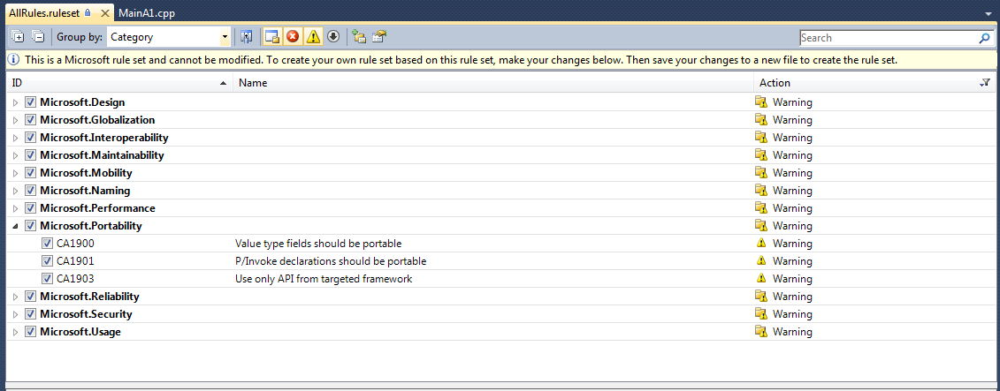 AllRules.ruleset MainA1.cpp
Group by: Category Search
This is a Microsoft rule set and cannot be modified. To create your own rule set based on this rule set, make your changes below. Then save your changes to a new file to create the rule set.
ID Name Action
Microsoft.Design Warning
Microsoft.Globalization Warning
Microsoft.Interoperability Warning
Microsoft.Maintainability Warning
Microsoft.Mobility Warning
Microsoft.Naming Warning
Microsoft.Performance Warning
Microsoft.Portability Warning
CA1900 Value type fields should be portable Warning
CA1901 P/Invoke declarations should be portable Warning
CA1903 Use only API from targeted framework Warning
Microsoft.Reliability Warning
Microsoft.Security Warning
Microsoft.Usage Warning